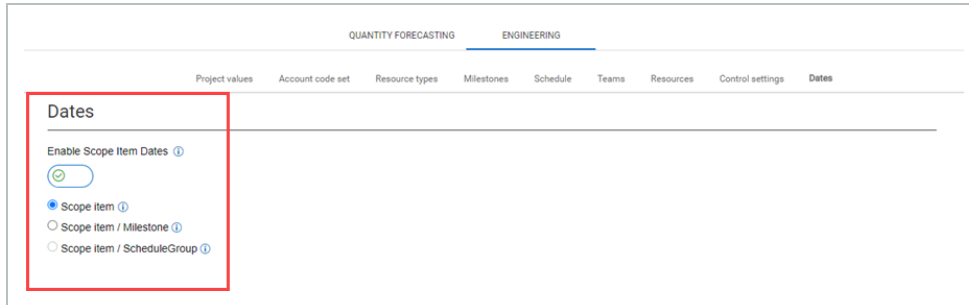 QUANTITY FORECASTING ENGINEERING
Project values Account code set Resource types Milestones Schedule Teams Resources Control settings Dates
Dates
Enable Scope Item Dates
Scope item
Scope item / Milestone
Scope item / ScheduleGroup